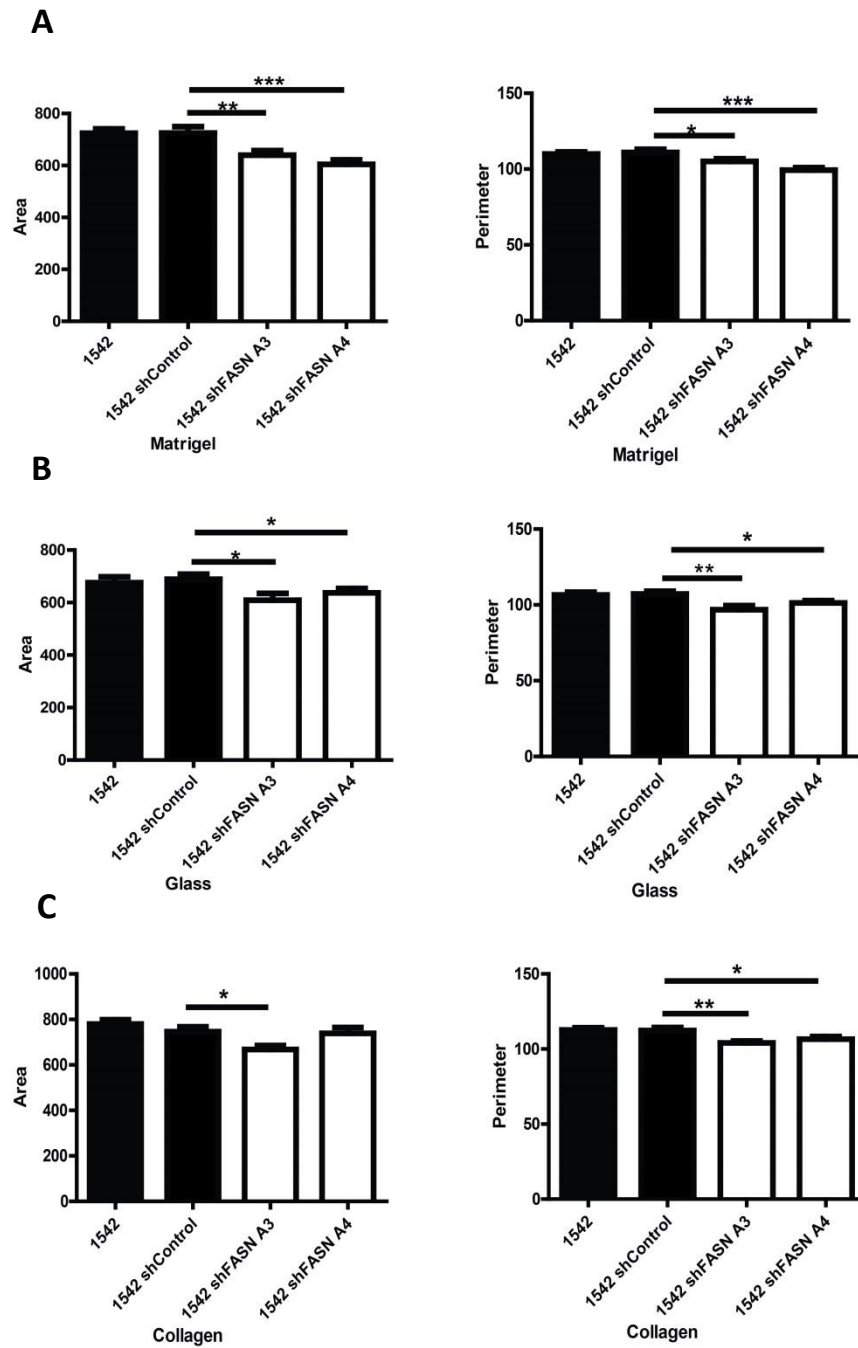 A
***
**
800
600
400
200
0
Area
1542
1542 shControl
1542 shFASN A3
1542 shFASN A4
Matrigel
***
*
150
100
50
0
Perimeter
1542
1542 shControl
1542 shFASN A3
1542 shFASN A4
Matrigel
B
*
*
800
600
400
200
0
Area
1542
1542 shControl
1542 shFASN A3
1542 shFASN A4
Glass
*
**
150
100
50
0
Perimeter
1542
1542 shControl
1542 shFASN A3
1542 shFASN A4
Glass
C
*
1000
800
600
400
200
0
Area
1542
1542 shControl
1542 shFASN A3
1542 shFASN A4
Collagen
*
**
150
100
50
0
Perimeter
1542
1542 shControl
1542 shFASN A3
1542 shFASN A4
Collagen